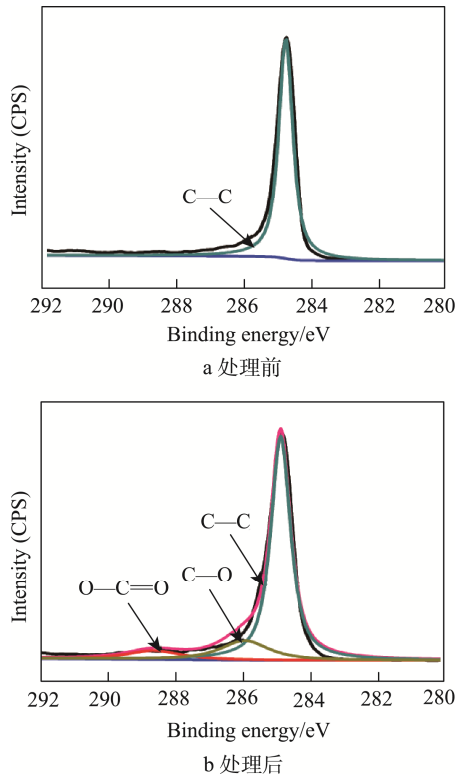 Intensity (CPS)
C—C
292 290 288 286 284 282 280
Binding energy/eV
a 处理前
Intensity (CPS)
C—C
C—O
O—C=O
292 290 288 286 284 282 280
Binding energy/eV
b 处理后